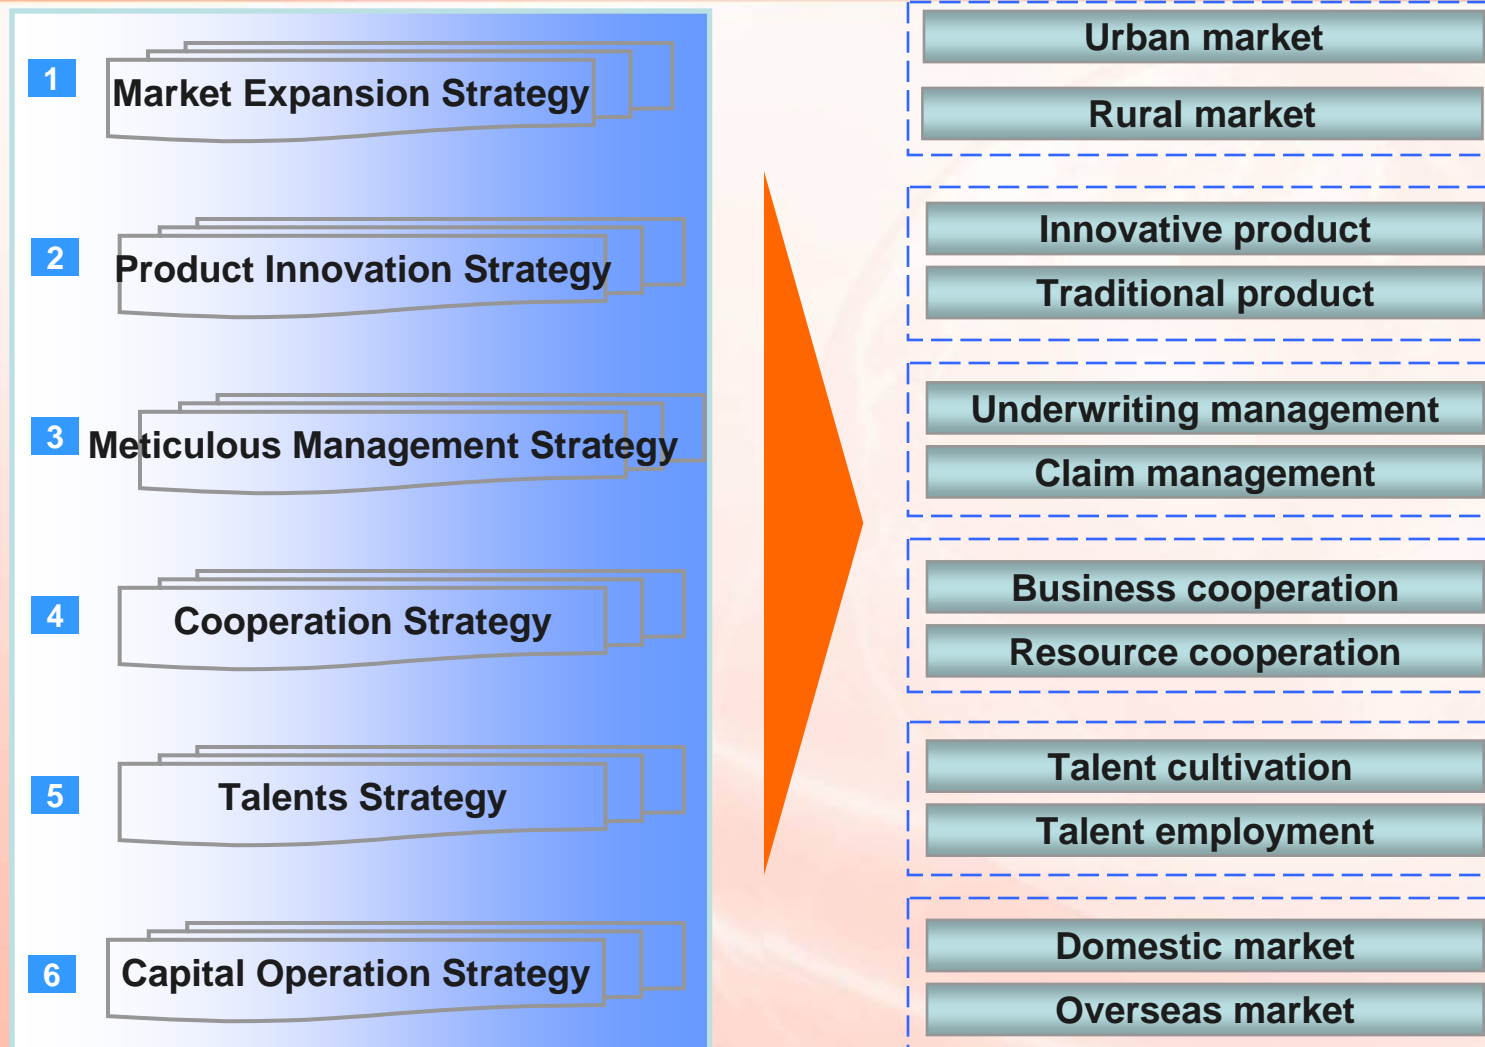 1
Market Expansion Strategy
Urban market
Rural market
2
Product Innovation Strategy
Innovative product
Traditional product
3
Meticulous Management Strategy
Underwriting management
Claim management
4
Cooperation Strategy
Business cooperation
Resource cooperation
5
Talents Strategy
Talent cultivation
Talent employment
6
Capital Operation Strategy
Domestic market
Overseas market